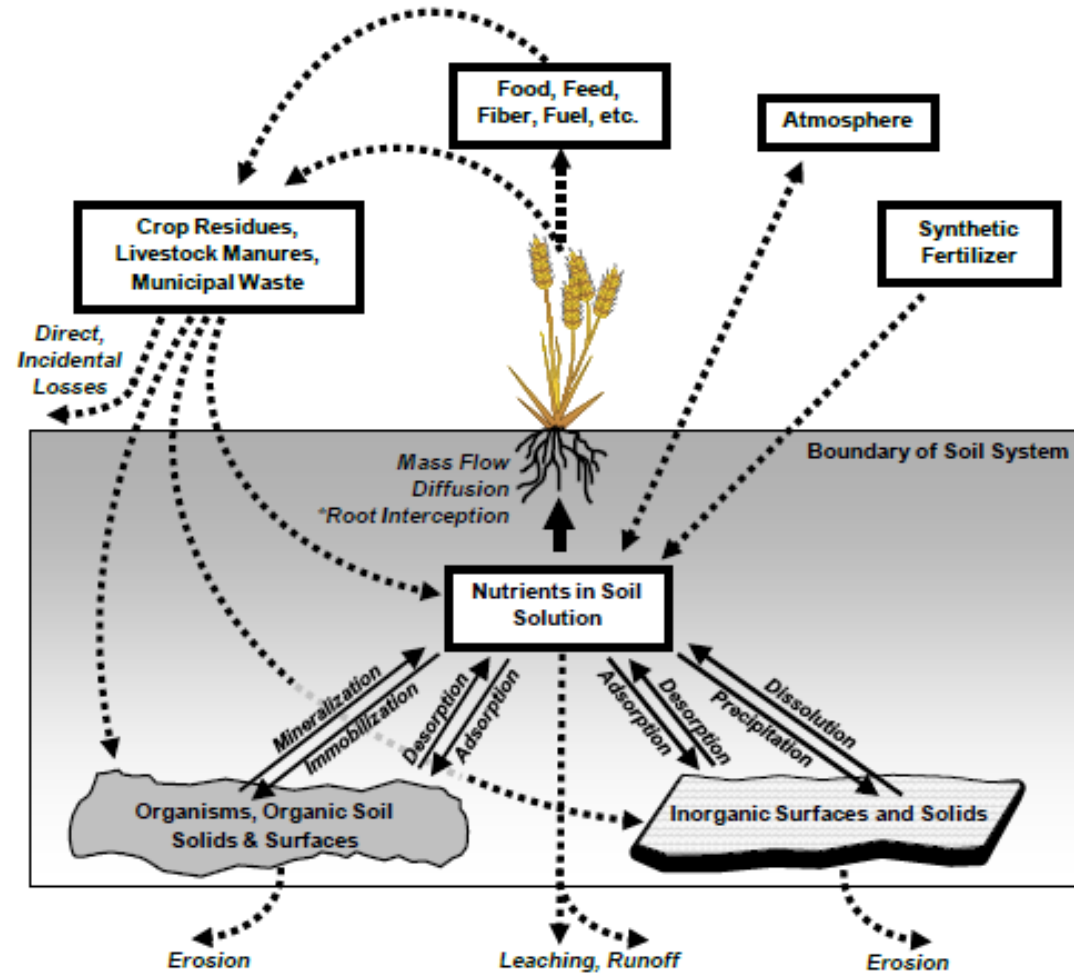 Food, Feed,
Fiber, Fuel, etc.
Atmosphere
Crop Residues,
Livestock Manures,
Municipal Waste
Synthetic
Fertilizer
Direct,
Incidental
Losses
Boundary of Soil System
Mass Flow
Diffusion
*Root Interception
Nutrients in Soil
Solution
Mineralization
Immobilization
Desorption
Adsorption
Adsorption
Desorption
Precipitation
Dissolution
Organisms, Organic Soil
Solids & Surfaces
Inorganic Surfaces and Solids
Erosion
Leaching, Runoff
Erosion